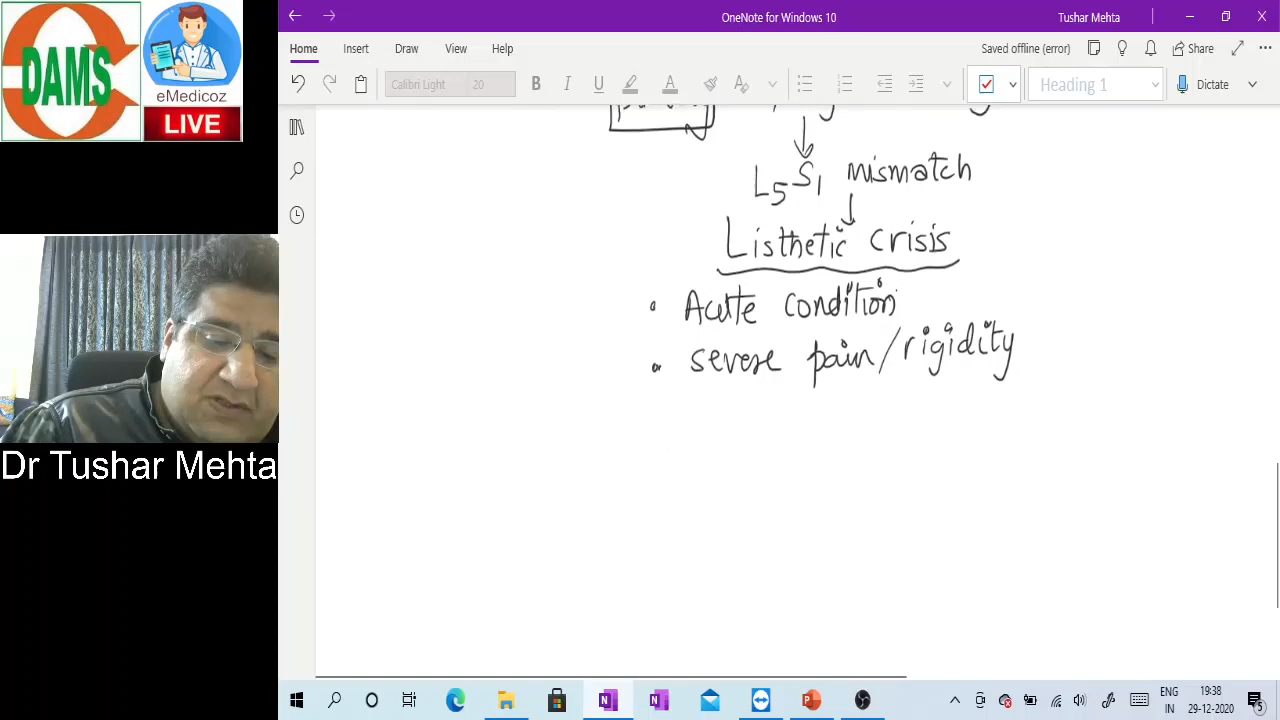 OneNote for Windows 10
Tushar Mehta
Home Insert Draw View Help
Saved offline (error)
Share
Calibri Light 20
B I U A
Heading 1
Dictate
DAMS
eMedicoz
LIVE
L5 S1 mismatch
Listhetic Crisis
• Acute condition
• severe pain/rigidity
Dr Tushar Mehta
ENG
IN
19:38
29-12-2020
5